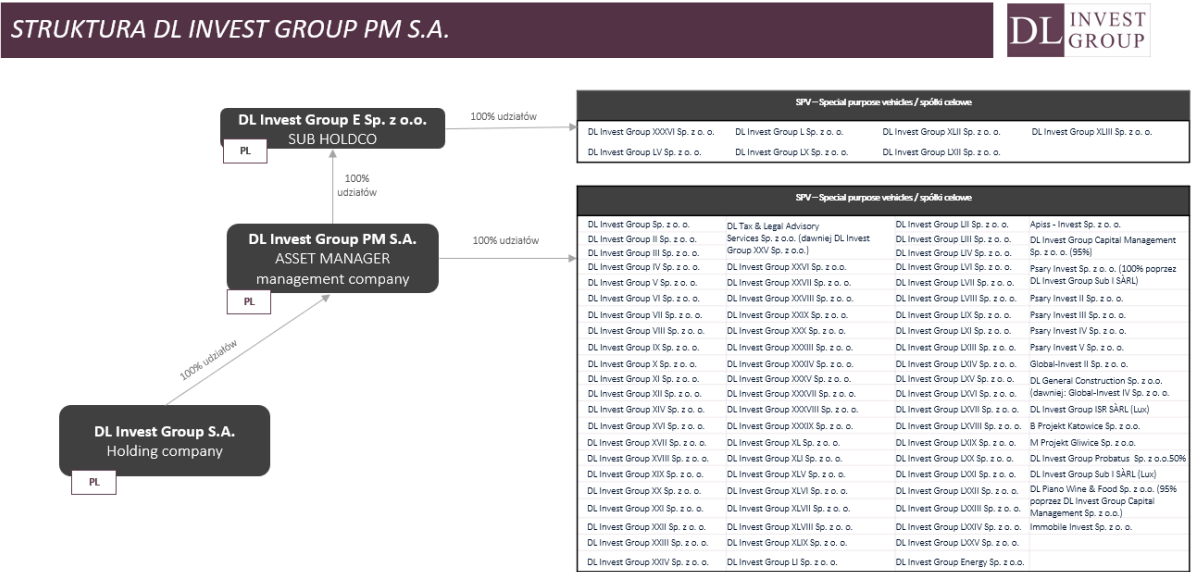 STRUKTURA DL INVEST GROUP PM S.A.
DL INVEST
GROUP
DL Invest Group E Sp. z o.o.
SUB HOLDCO
PL
100% udziałów
100%
udziałów
DL Invest Group PM S.A.
ASSET MANAGER
management company
PL
100% udziałów
100% udziałów
DL Invest Group S.A.
Holding company
PL
SPV – Special purpose vehicles / spółki celowe
DL Invest Group XXXVI Sp. z o. o.
DL Invest Group L Sp. z o. o.
DL Invest Group XLII Sp. z o. o.
DL Invest Group XLIII Sp. z o. o.
DL Invest Group LV Sp. z o. o.
DL Invest Group LX Sp. z o. o.
DL Invest Group LXII Sp. z o. o.
SPV – Special purpose vehicles / spółki celowe
DL Invest Group Sp. z o. o.
DL Invest Group II Sp. z o. o.
DL Invest Group III Sp. z o. o.
DL Invest Group IV Sp. z o. o.
DL Invest Group V Sp. z o. o.
DL Invest Group VI Sp. z o. o.
DL Invest Group VII Sp. z o. o.
DL Invest Group VIII Sp. z o. o.
DL Invest Group IX Sp. z o. o.
DL Invest Group X Sp. z o. o.
DL Invest Group XI Sp. z o. o.
DL Invest Group XII Sp. z o. o.
DL Invest Group XIV Sp. z o. o.
DL Invest Group XVI Sp. z o. o.
DL Invest Group XVII Sp. z o. o.
DL Invest Group XVIII Sp. z o. o.
DL Invest Group XIX Sp. z o. o.
DL Invest Group XX Sp. z o. o.
DL Invest Group XXI Sp. z o. o.
DL Invest Group XXII Sp. z o. o.
DL Invest Group XXIII Sp. z o. o.
DL Invest Group XXIV Sp. z o. o.
DL Tax & Legal Advisory
Services Sp. z o.o. (dawniej DL Invest
Group XXV Sp. z o.o.)
DL Invest Group XXVI Sp. z o.o.
DL Invest Group XXVII Sp. z o. o.
DL Invest Group XXVIII Sp. z o. o.
DL Invest Group XXIX Sp. z o. o.
DL Invest Group XXX Sp. z o. o.
DL Invest Group XXXIII Sp. z o. o.
DL Invest Group XXXIV Sp. z o. o.
DL Invest Group XXXV Sp. z o. o.
DL Invest Group XXXVII Sp. z o. o.
DL Invest Group XXXVIII Sp. z o. o.
DL Invest Group XXXIX Sp. z o. o.
DL Invest Group XL Sp. z o. o.
DL Invest Group XLI Sp. z o. o.
DL Invest Group XLV Sp. z o. o.
DL Invest Group XLVI Sp. z o. o.
DL Invest Group XLVII Sp. z o. o.
DL Invest Group XLVIII Sp. z o. o.
DL Invest Group XLIX Sp. z o. o.
DL Invest Group LI Sp. z o. o.
DL Invest Group LII Sp. z o. o.
DL Invest Group LIII Sp. z o. o.
DL Invest Group LIV Sp. z o. o.
DL Invest Group LVI Sp. z o. o.
DL Invest Group LVII Sp. z o. o.
DL Invest Group LVIII Sp. z o. o.
DL Invest Group LIX Sp. z o. o.
DL Invest Group LXI Sp. z o. o.
DL Invest Group LXIII Sp. z o. o.
DL Invest Group LXIV Sp. z o. o.
DL Invest Group LXV Sp. z o. o.
DL Invest Group LXVI Sp. z o. o.
DL Invest Group LXVII Sp. z o. o.
DL Invest Group LXVIII Sp. z o. o.
DL Invest Group LXIX Sp. z o. o.
DL Invest Group LXX Sp. z o. o.
DL Invest Group LXXI Sp. z o. o.
DL Invest Group LXXII Sp. z o. o.
DL Invest Group LXXIII Sp. z o. o.
DL Invest Group LXXIV Sp. z o. o.
DL Invest Group LXXV Sp. z o. o.
DL Invest Group Energy Sp. z o.o.
Apiss - Invest Sp. z o. o.
DL Invest Group Capital Management
Sp. z o. o. (95%)
Psary Invest Sp. z o. o. (100% poprzez
DL Invest Group Sub I SÀRL)
Psary Invest II Sp. z o. o.
Psary Invest III Sp. z o. o.
Psary Invest IV Sp. z o. o.
Psary Invest V Sp. z o. o.
Global-Invest II Sp. z o. o.
DL General Construction Sp. z o.o.
(dawniej: Global-Invest IV Sp. z o. o.
DL Invest Group ISR SÀRL (Lux)
B Projekt Katowice Sp. z o.o.
M Projekt Gliwice Sp. z o.o.
DL Invest Group Probatus Sp. z o.o.50%
DL Invest Group Sub I SÀRL (Lux)
DL Piano Wine & Food Sp. z o.o. (95%
poprzez DL Invest Group Capital
Management Sp. z o.o.)
Immobile Invest Sp. z o. o.